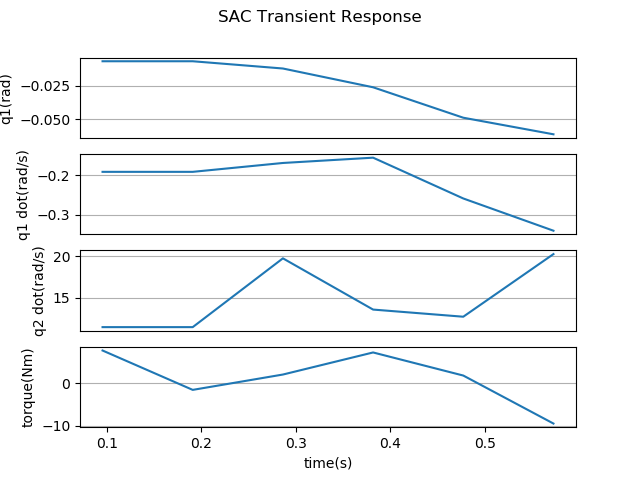 SAC Transient Response
q1(rad)
−0.025
−0.050
q1 dot(rad/s)
−0.2
−0.3
q2 dot(rad/s)
20
15
torque(Nm)
0
−10
0.1 0.2 0.3 0.4 0.5
time(s)